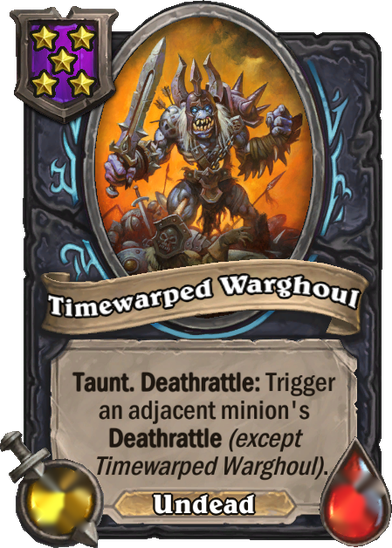 Timewarped Warghoul
Taunt. Deathrattle: Trigger
an adjacent minion's
Deathrattle (except
Timewarped Warghoul).
Undead